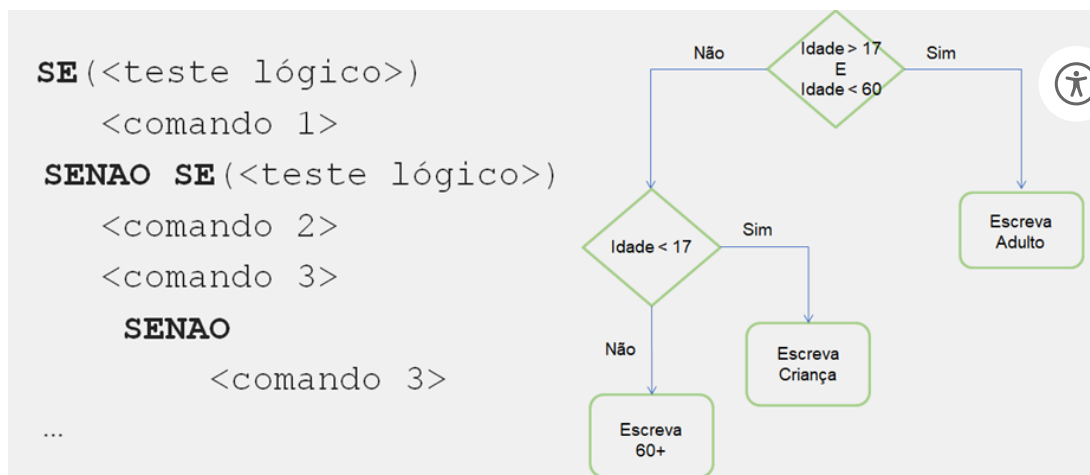 SE(<teste lógico>)
<comando 1>
SENAO SE(<teste lógico>)
<comando 2>
<comando 3>
SENAO
<comando 3>
...
Idade > 17
E
Idade < 60
Não
Sim
Escreva
Adulto
Idade < 17
Sim
Escreva
Criança
Não
Escreva
60+